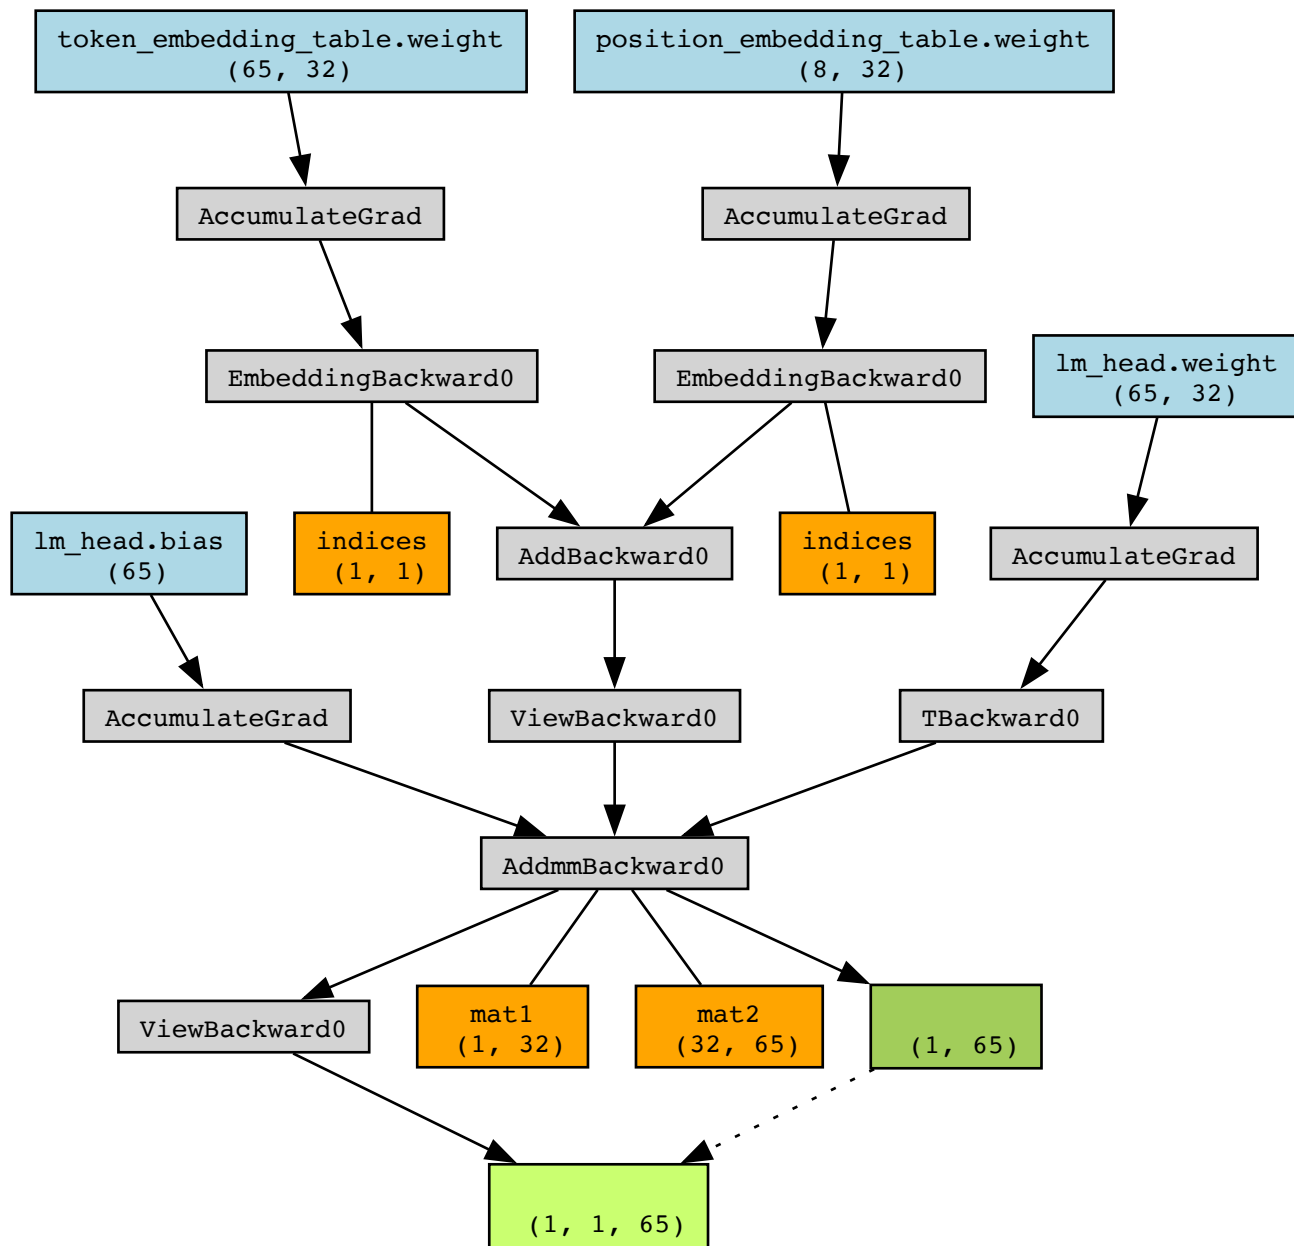 token_embedding_table.weight
(65, 32)
position_embedding_table.weight
(8, 32)
AccumulateGrad
AccumulateGrad
EmbeddingBackward0
EmbeddingBackward0
lm_head.weight
(65, 32)
lm_head.bias
(65)
indices
(1, 1)
AddBackward0
indices
(1, 1)
AccumulateGrad
AccumulateGrad
ViewBackward0
TBackward0
AddmmBackward0
ViewBackward0
mat1
(1, 32)
mat2
(32, 65)
(1, 65)
(1, 1, 65)